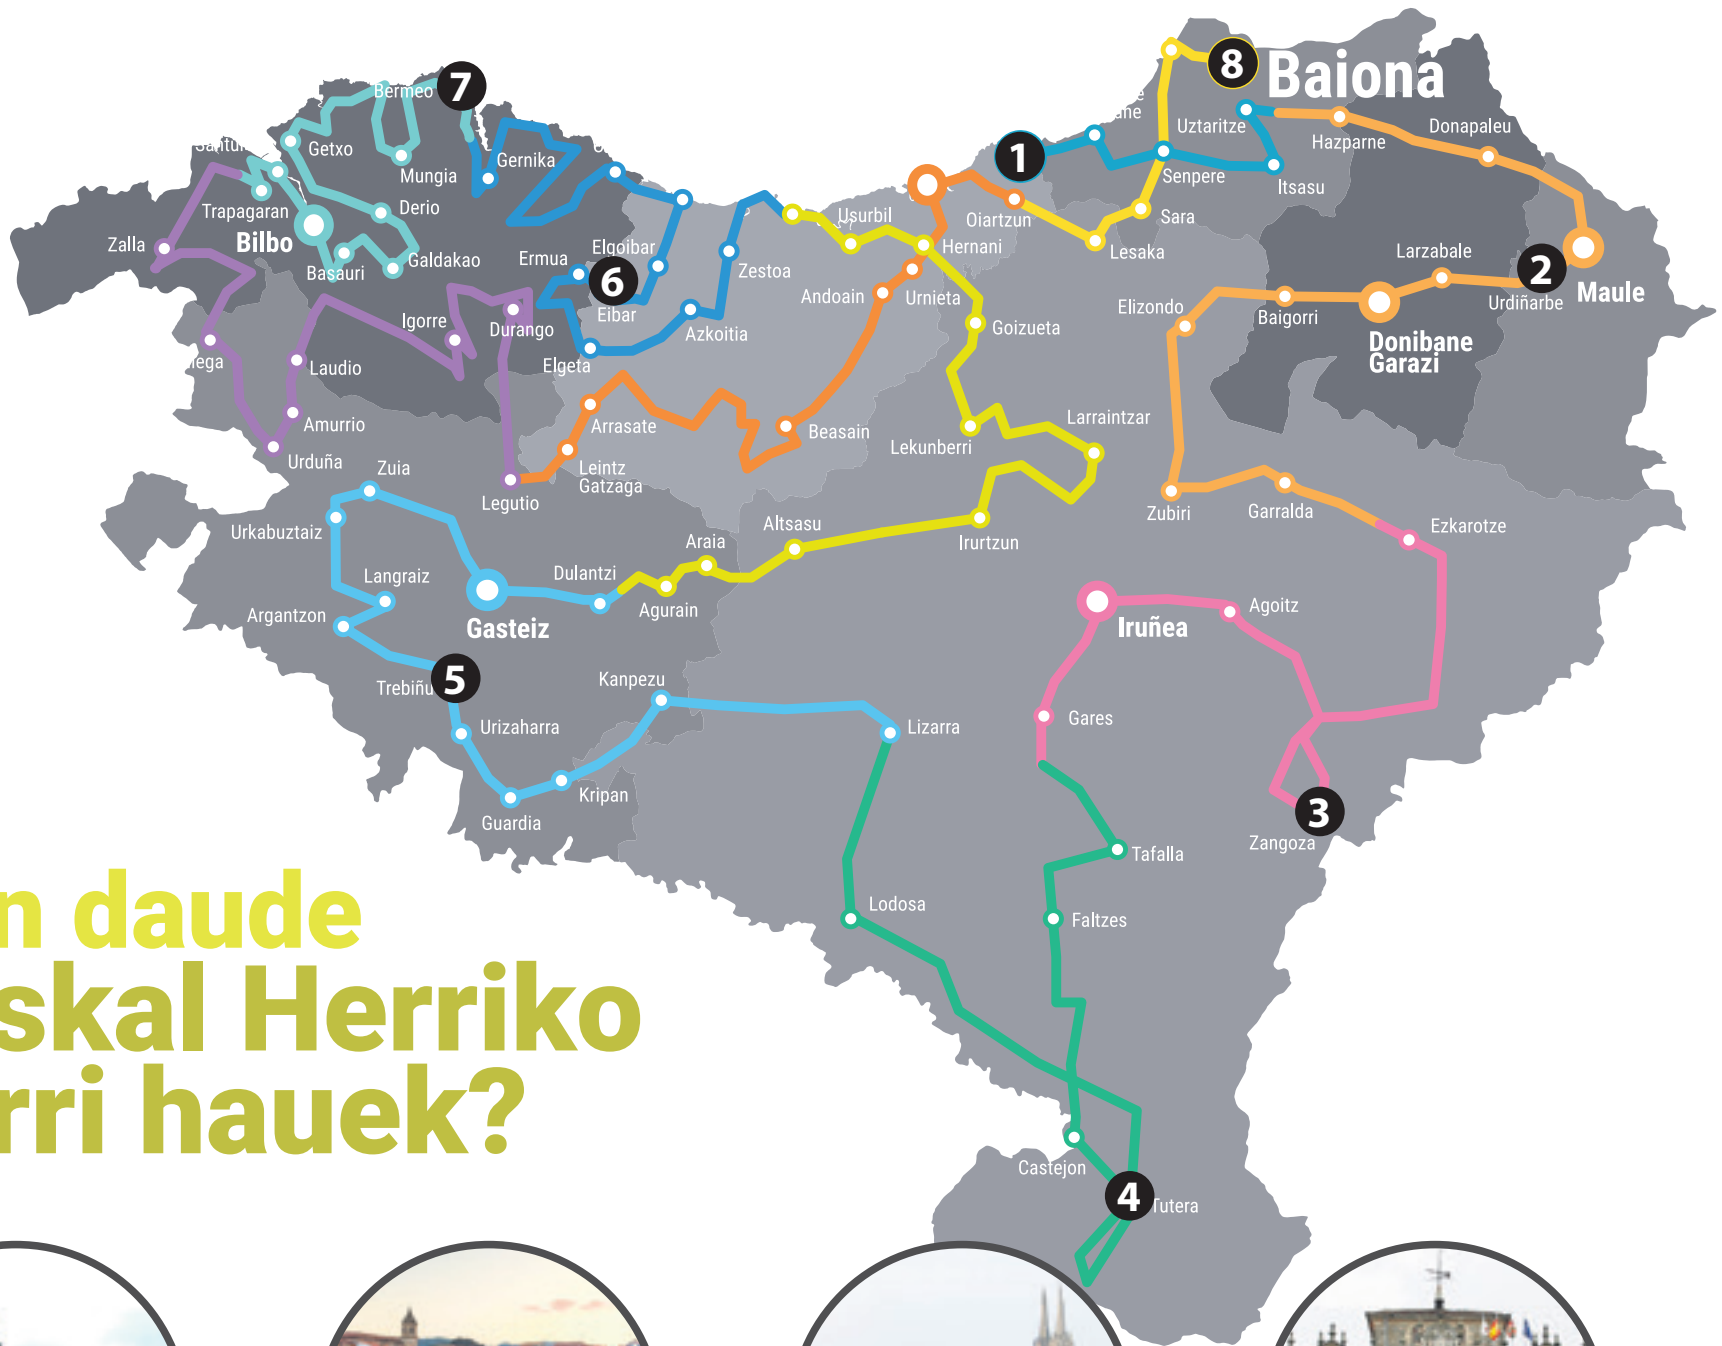 8
Baiona
7
Bermeo
Getxo
Mungia
Gernika
1
Uztaritze
Hazparne
Donapaleu
Senpere
Itsasu
Trapagaran
Derio
Bilbo
Zalla
Basauri
Galdakao
Ermua
Elgoibar
6
Eibar
Zestoa
Azkoitia
Usurbil
Hernani
Oiartzun
Sara
Lesaka
Andoain
Urnieta
Goizueta
Elizondo
Baigorri
Larzabale
2
Urdiñarbe
Maule
Donibane
Garazi
Igorre
Durango
Elgeta
Laudio
Amurrio
Urduña
Arrasate
Beasain
Leintz
Gatzaga
Legutio
Lekunberri
Larraintzar
Zubiri
Garralda
Ezkarotze
Zuia
Urkabuztaiz
Langraiz
Argantzon
Gasteiz
Dulantzi
Araia
Agurain
Altsasu
Irurtzun
Iruñea
Agoitz
5
Trebiñu
Urizaharra
Kanpezu
Kripan
Guardia
Lizarra
Gares
3
Zangoza
Tafalla
Lodosa
Faltzes
Castejon
4
Tutera
n daude
skal Herriko
rri hauek?